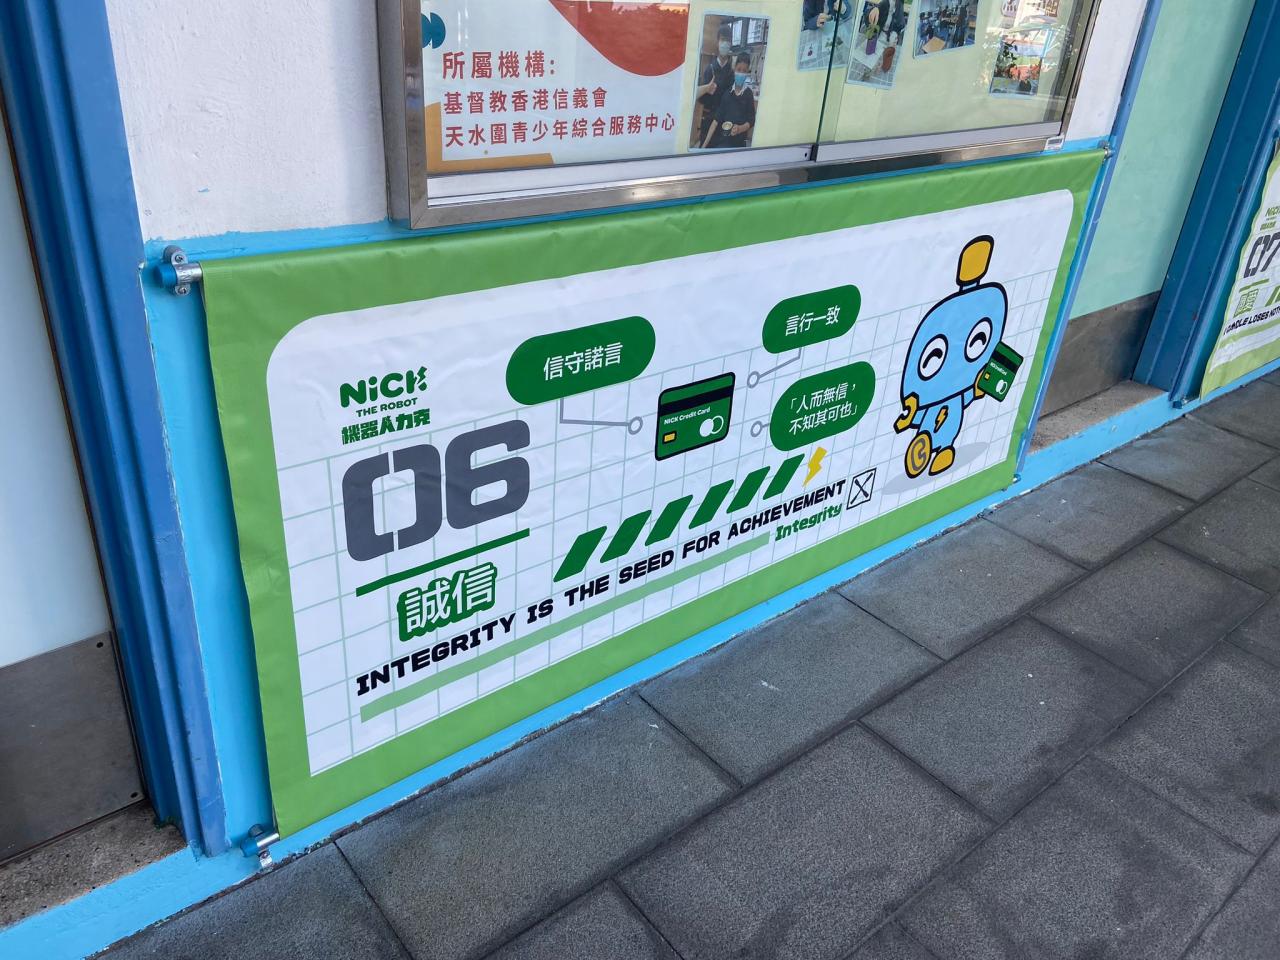 所屬機構:
基督教香港信義會
天水圍青少年綜合服務中心
NiCK
THE ROBOT
機器人力克
06
誠信
信守諾言
NICK Credit Card
言行一致
「人而無信，
不知其可也」
INTEGRITY IS THE SEED FOR ACHIEVEMENT
Integrity
07